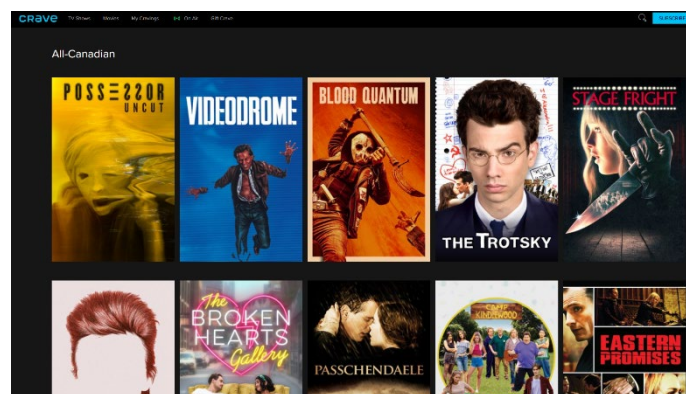 CRAVE TV Shows Movies My Cravings On Air Gift Crave SUBSCRIBE
All-Canadian
POSSESSOR
UNCUT
VIDEODROME
BLOOD QUANTUM
THE TROTSKY
STAGE FRIGHT
The
BROKEN
HEARTS
Gallery
PASSCHENDAELE
CAMP
KINDLEWOOD
EASTERN
PROMISES